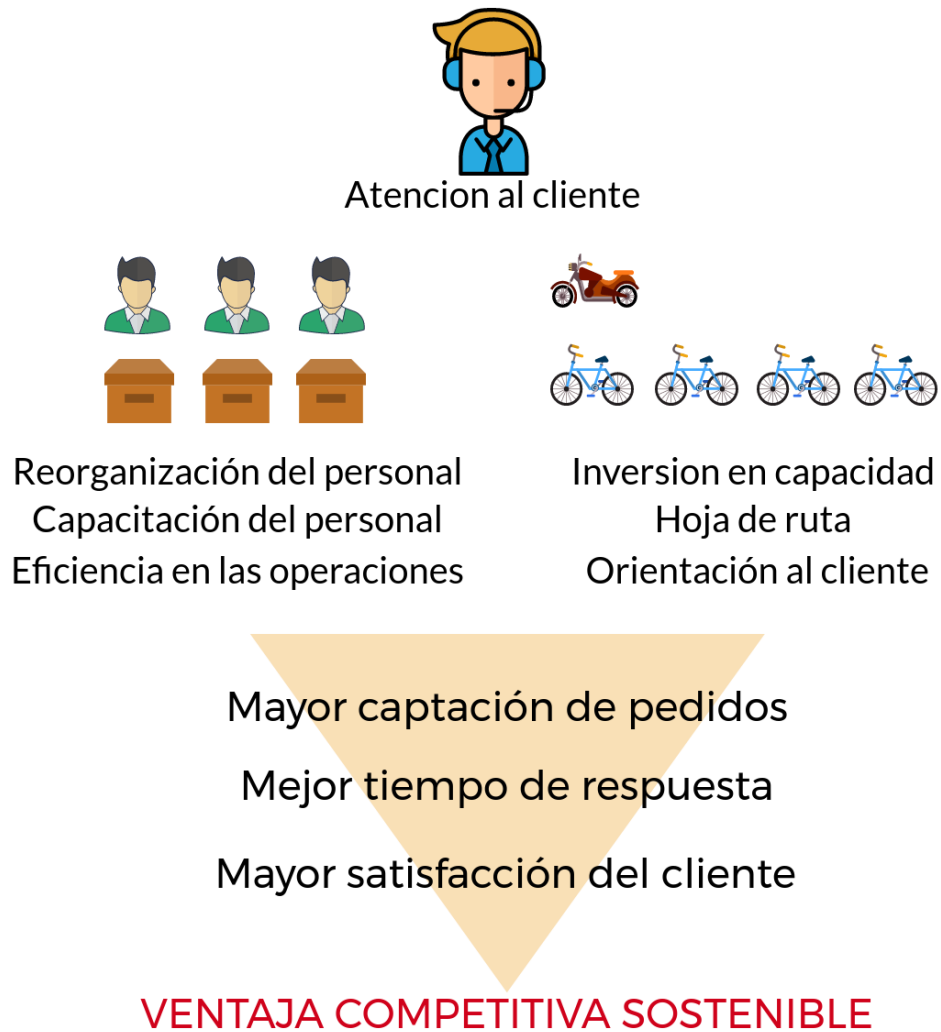 Atencion al cliente
Reorganización del personal
Capacitación del personal
Eficiencia en las operaciones
Inversion en capacidad
Hoja de ruta
Orientación al cliente
Mayor captación de pedidos
Mejor tiempo de respuesta
Mayor satisfacción del cliente
VENTAJA COMPETITIVA SOSTENIBLE